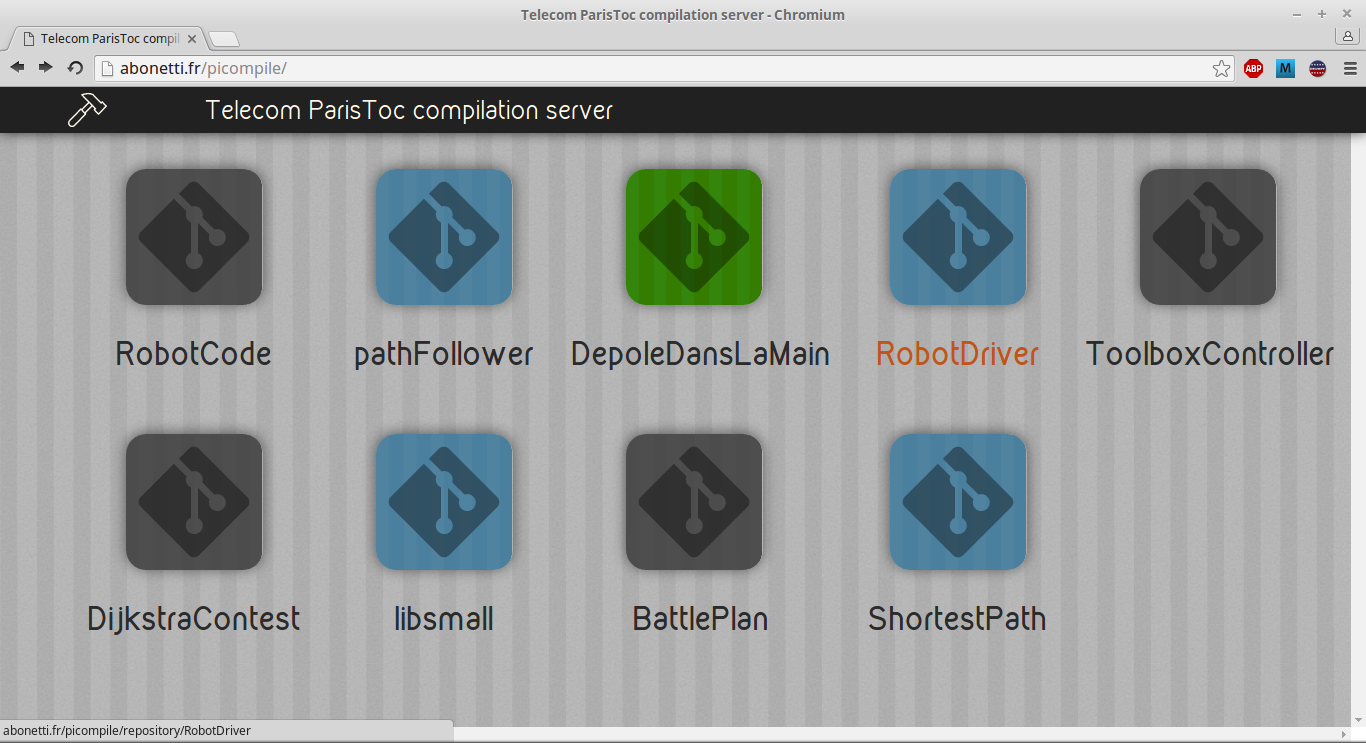 Telecom ParisToc compilation server - Chromium
Telecom ParisToc compil
abonetti.fr/picompile/
ABP
M
Telecom ParisToc compilation server
RobotCode pathFollower DepoleDansLaMain RobotDriver ToolboxController
DijkstraContest libsmall BattlePlan ShortestPath
abonetti.fr/picompile/repository/RobotDriver